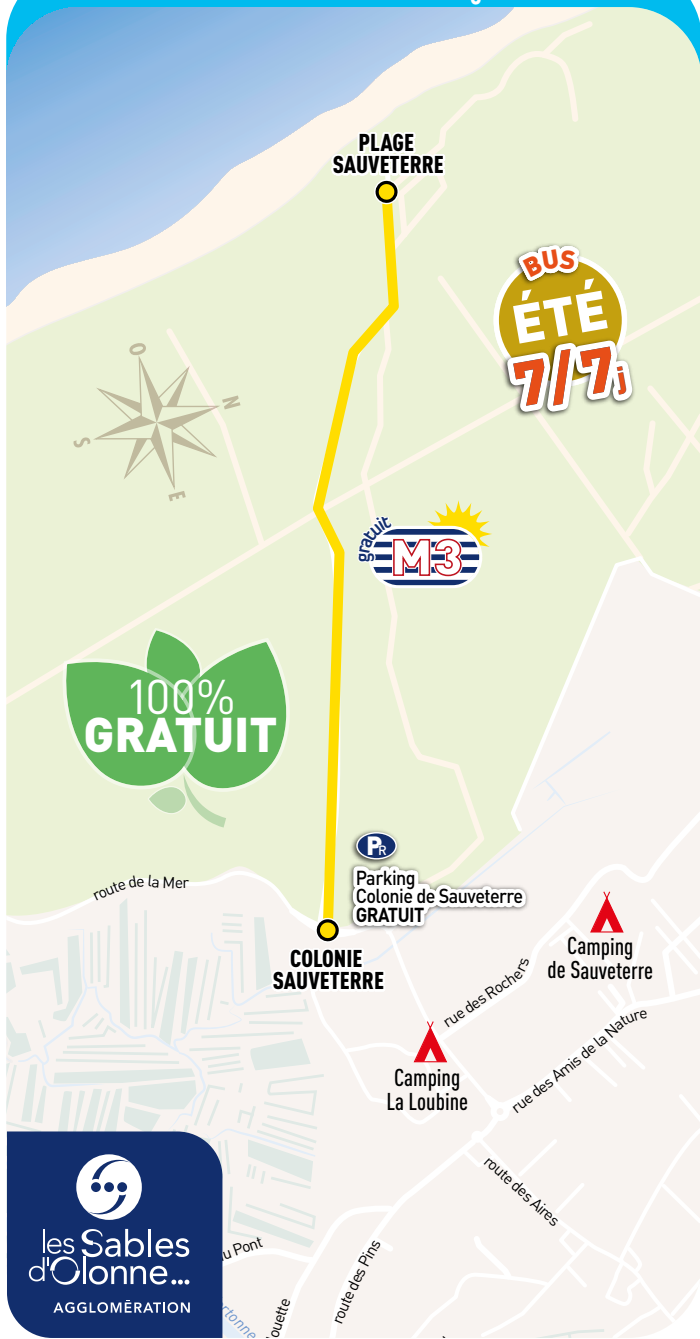 PLAGE
SAUVETERRE
BUS
ÉTÉ
7/7j
O
N
S
E
gratuit
M3
100%
GRATUIT
PR
Parking
Colonie de Sauveterre
GRATUIT
route de la Mer
COLONIE
SAUVETERRE
Camping
de Sauveterre
rue des Rochers
Camping
La Loubine
rue des Amis de la Nature
route des Aires
route des Pins
Pont
les Sables
d'Olonne...
AGGLOMÉRATION